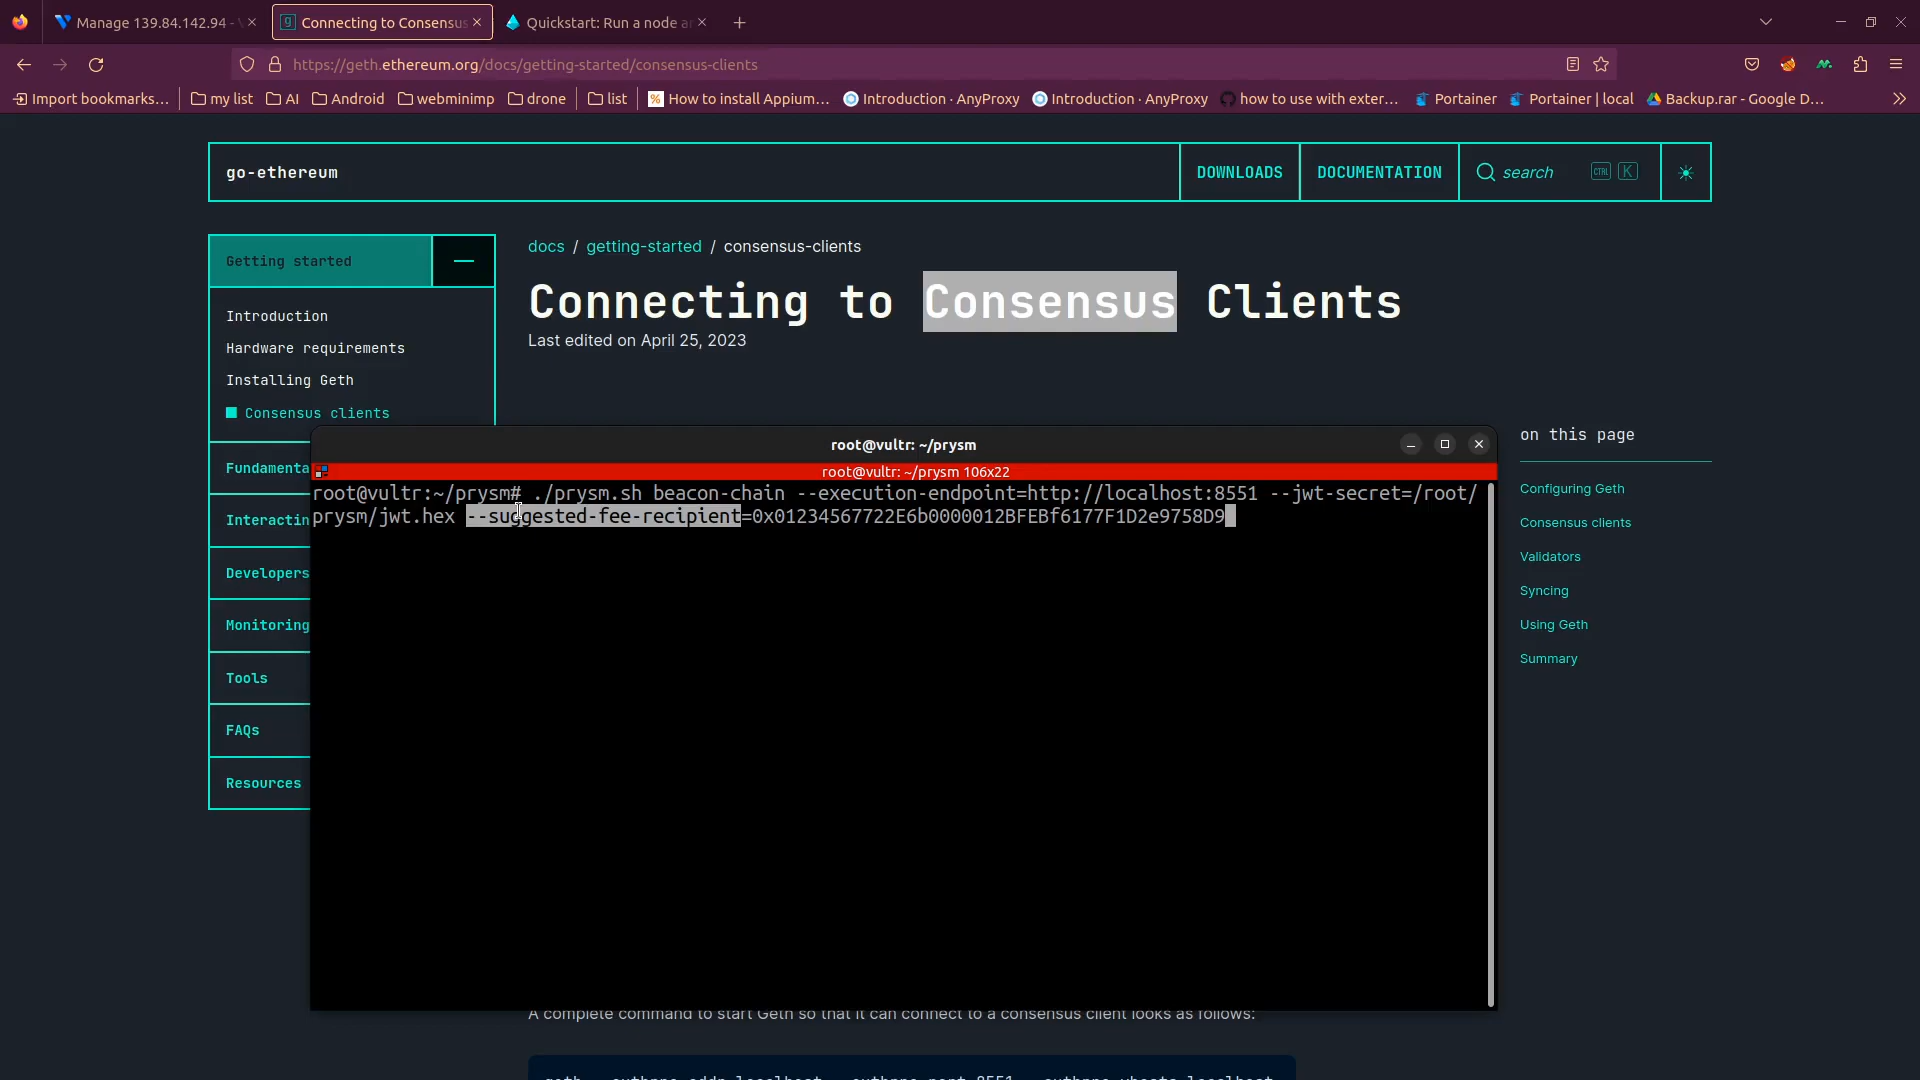 Manage 139.84.142.94 -
Connecting to Consensus
Quickstart: Run a node
https://geth.ethereum.org/docs/getting-started/consensus-clients
Import bookmarks...
my list
AI
Android
webminimp
drone
list
How to install Appium...
Introduction · AnyProxy
Introduction · AnyProxy
how to use with exter...
Portainer
Portainer | local
Backup.rar - Google D...
go-ethereum
DOWNLOADS
DOCUMENTATION
search
CTRL K
Getting started
docs / getting-started / consensus-clients
Connecting to Consensus Clients
Last edited on April 25, 2023
Introduction
Hardware requirements
Installing Geth
Consensus clients
Fundamenta
Interactin
Developers
Monitoring
Tools
FAQs
Resources
root@vultr: ~/prysm
root@vultr: ~/prysm 106x22
root@vultr:~/prysm# ./prysm.sh beacon-chain --execution-endpoint=http://localhost:8551 --jwt-secret=/root/
prysm/jwt.hex --suggested-fee-recipient=0x01234567722E6b0000012BFEBf6177F1D2e9758D9
on this page
Configuring Geth
Consensus clients
Validators
Syncing
Using Geth
Summary
A complete command to start Geth so that it can connect to a consensus client looks as follows: